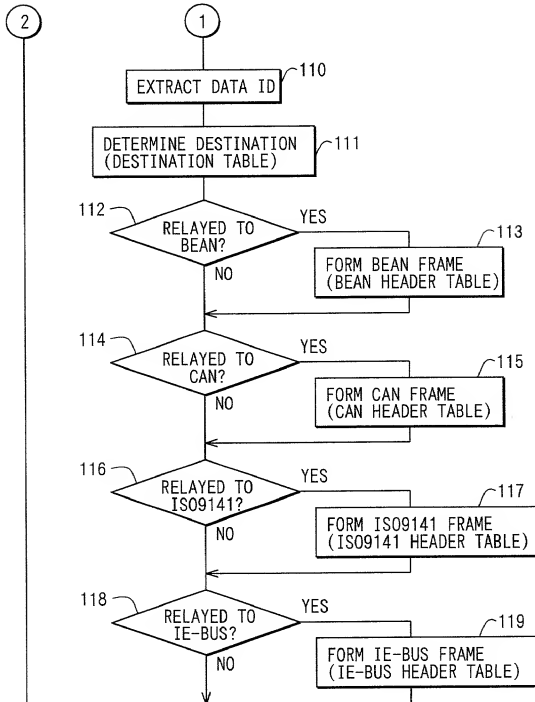 2
1
110
EXTRACT DATA ID
111
DETERMINE DESTINATION
(DESTINATION TABLE)
112
RELAYED TO
BEAN?
YES
NO
113
FORM BEAN FRAME
(BEAN HEADER TABLE)
114
RELAYED TO
CAN?
YES
NO
115
FORM CAN FRAME
(CAN HEADER TABLE)
116
RELAYED TO
ISO9141?
YES
NO
117
FORM ISO9141 FRAME
(ISO9141 HEADER TABLE)
118
RELAYED TO
IE-BUS?
YES
NO
119
FORM IE-BUS FRAME
(IE-BUS HEADER TABLE)